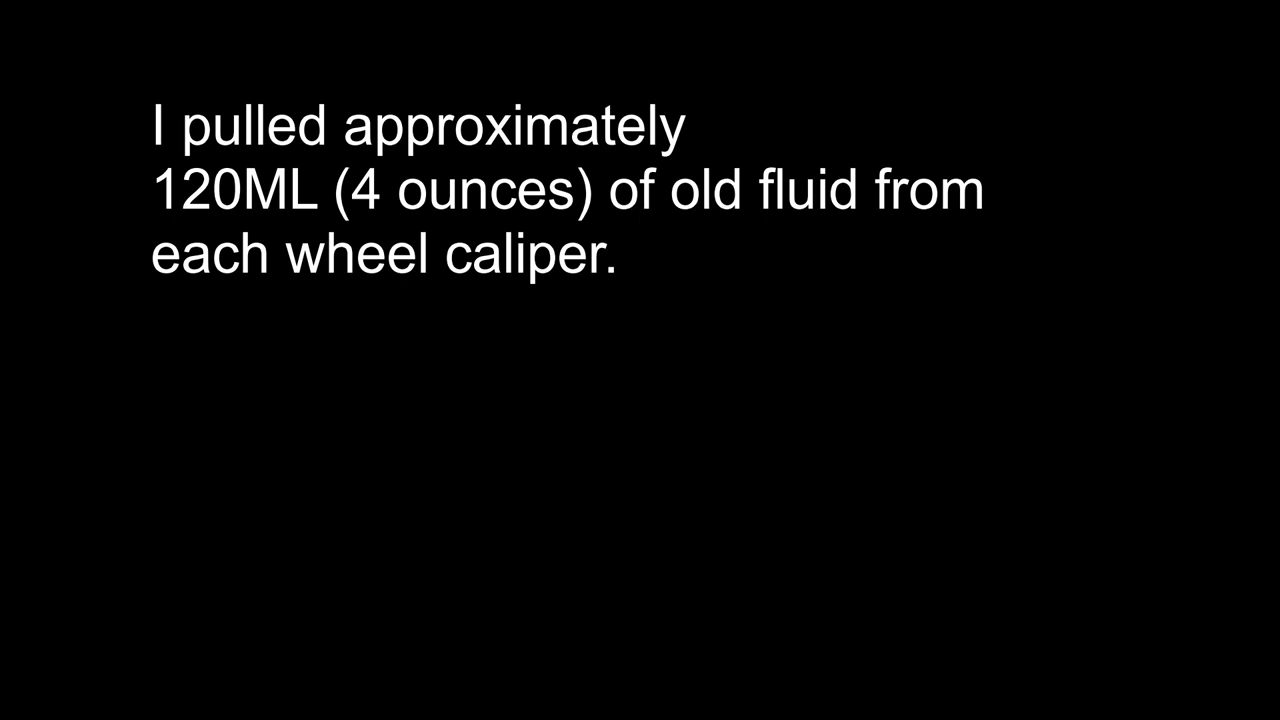 I pulled approximately
120ML (4 ounces) of old fluid from
each wheel caliper.